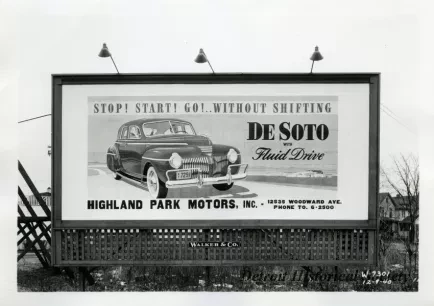 STOP! START! GO!..WITHOUT SHIFTING
DE SOTO
WITH
Fluid Drive
HIGHLAND PARK MOTORS, INC. - 12535 WOODWARD AVE.
PHONE TO. 6-2500
WALKER & CO.
Detroit Historical Society
W 7301
12-9-40